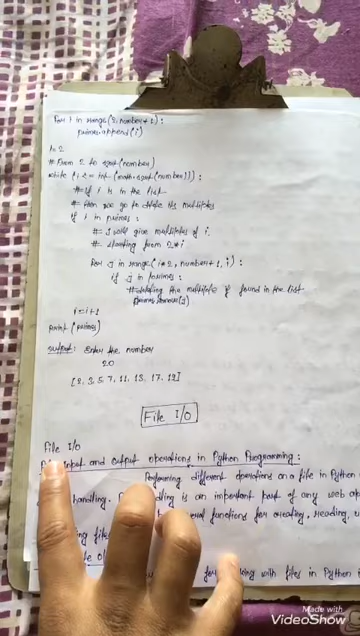 for i in range(2, number+1):
primes.append(i)
i=2
# From 2 to sqrt(number)
while (i<= int(math.sqrt(number))):
# if i is in the list
# then we go to delete its multiples
if i in primes:
# J will give multiples of i.
# starting from 2*i
for J in range(i*2, number+1, i):
if J in primes:
# deleting the multiple if found in the list
primes.remove(J)
i=i+1
print(primes)
output: Enter the number
20
[2, 3, 5, 7, 11, 13, 17, 19]
File I/O
File I/O
input and output operations in Python Programming:
Performing different operations on a file in Python
handling. is an important part of any web
functions for creating, reading,
files
for with files in Python
Made with
VideoShow